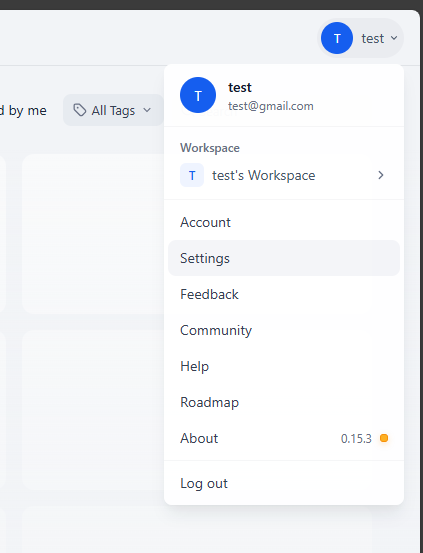 T test
T test
test@gmail.com
d by me
All Tags
Workspace
T test's Workspace
Account
Settings
Feedback
Community
Help
Roadmap
About 0.15.3
Log out